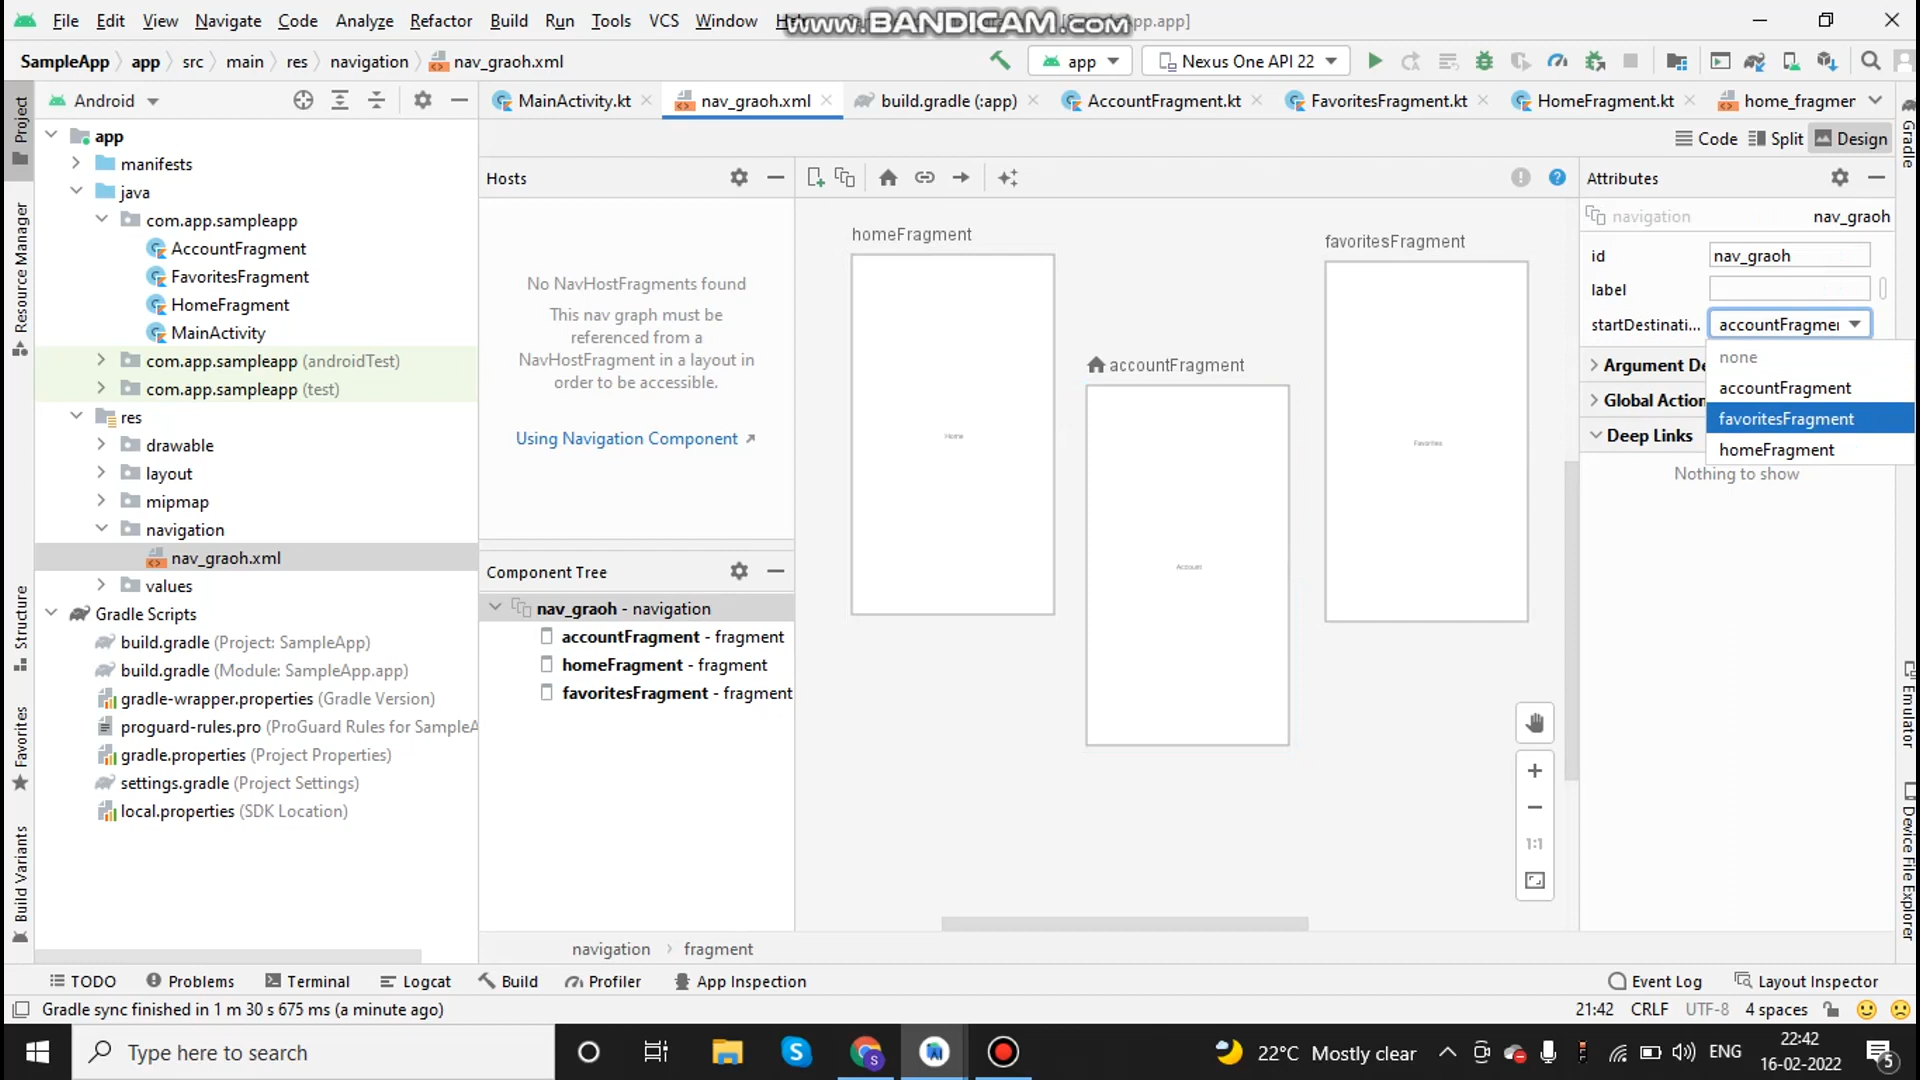 File Edit View Navigate Code Analyze Refactor Build Run Tools VCS Window
www.BANDICAM.com
SampleApp app src main res navigation nav_graoh.xml
app
Nexus One API 22
Android
MainActivity.kt
nav_graoh.xml
build.gradle (:app)
AccountFragment.kt
FavoritesFragment.kt
HomeFragment.kt
home_fragmer
Code
Split
Design
Project
Resource Manager
Structure
Favorites
Build Variants
app
manifests
java
com.app.sampleapp
AccountFragment
FavoritesFragment
HomeFragment
MainActivity
com.app.sampleapp (androidTest)
com.app.sampleapp (test)
res
drawable
layout
mipmap
navigation
nav_graoh.xml
values
Gradle Scripts
build.gradle (Project: SampleApp)
build.gradle (Module: SampleApp.app)
gradle-wrapper.properties (Gradle Version)
proguard-rules.pro (ProGuard Rules for SampleA
gradle.properties (Project Properties)
settings.gradle (Project Settings)
local.properties (SDK Location)
Hosts
No NavHostFragments found
This nav graph must be
referenced from a
NavHostFragment in a layout in
order to be accessible.
Using Navigation Component
Component Tree
nav_graoh - navigation
accountFragment - fragment
homeFragment - fragment
favoritesFragment - fragment
homeFragment
Home
accountFragment
Account
favoritesFragment
Favorites
1:1
navigation fragment
Attributes
navigation nav_graoh
id nav_graoh
label
startDestinati... accountFragmer
none
accountFragment
favoritesFragment
homeFragment
Argument De
Global Action
Deep Links
Nothing to show
Gradle
Emulator
Device File Explorer
TODO Problems Terminal Logcat Build Profiler App Inspection
Event Log Layout Inspector
Gradle sync finished in 1 m 30 s 675 ms (a minute ago)
21:42 CRLF UTF-8 4 spaces
Type here to search
22°C Mostly clear
ENG
22:42
16-02-2022
5